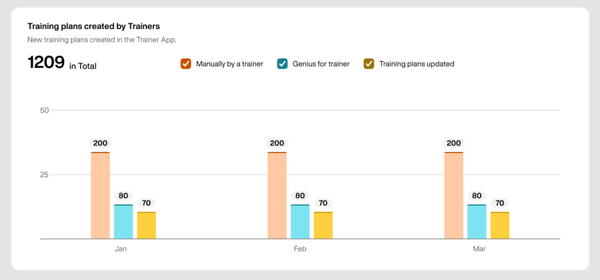 Training plans created by Trainers
New training plans created in the Trainer App.
1209 in Total
Manually by a trainer Genius for trainer Training plans updated
50
200 200 200
25
80 80 80
70 70 70
Jan Feb Mar